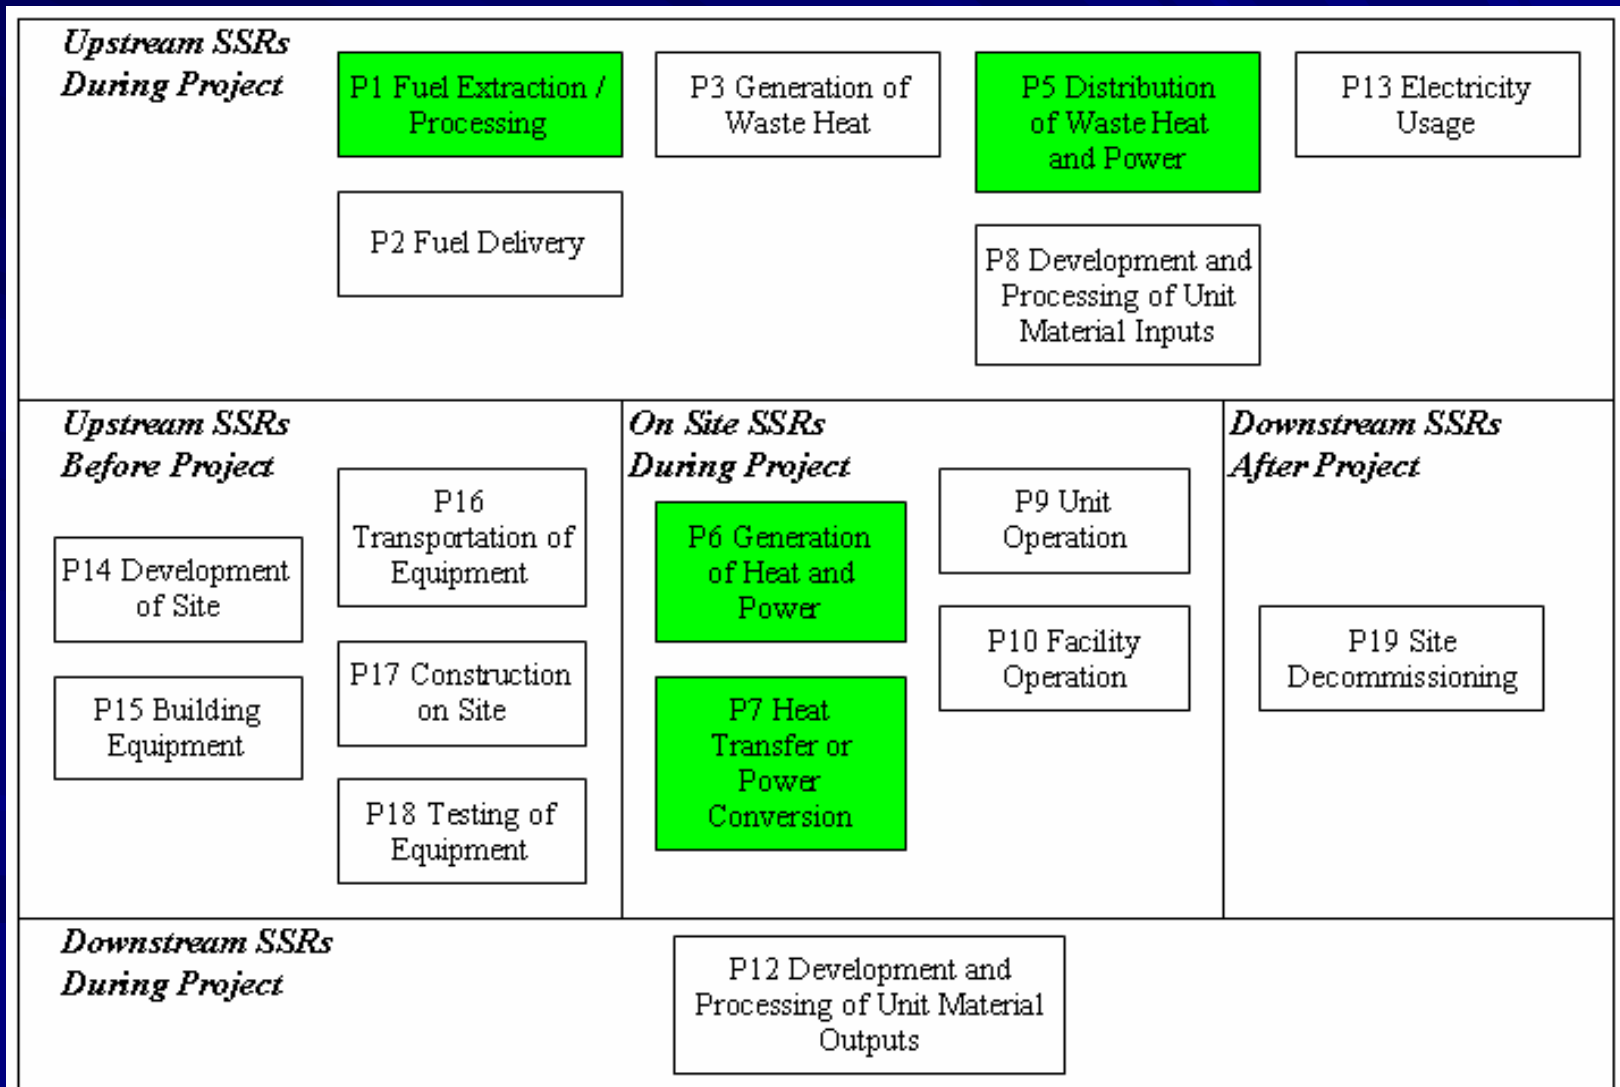 Upstream SSRs
During Project
P1 Fuel Extraction /
Processing
P3 Generation of
Waste Heat
P5 Distribution
of Waste Heat
and Power
P13 Electricity
Usage
P2 Fuel Delivery
P8 Development and
Processing of Unit
Material Inputs
Upstream SSRs
Before Project
P14 Development
of Site
P15 Building
Equipment
P16
Transportation of
Equipment
P17 Construction
on Site
P18 Testing of
Equipment
On Site SSRs
During Project
P6 Generation
of Heat and
Power
P7 Heat
Transfer or
Power
Conversion
P9 Unit
Operation
P10 Facility
Operation
Downstream SSRs
After Project
P19 Site
Decommissioning
Downstream SSRs
During Project
P12 Development and
Processing of Unit Material
Outputs